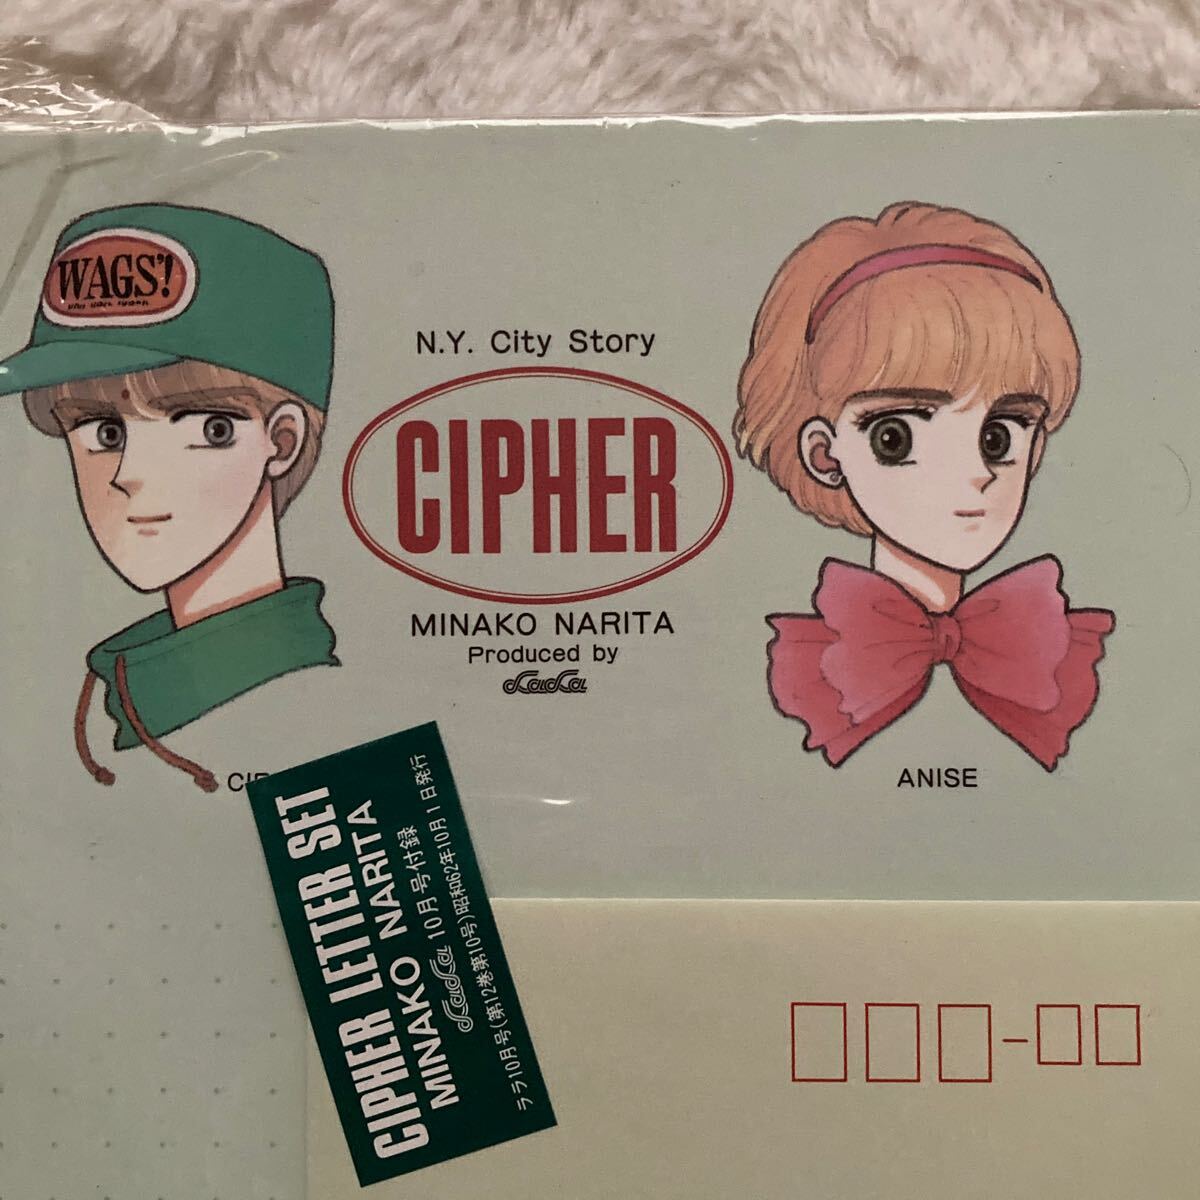 WAGS'!
N.Y. City Story
CIPHER
MINAKO NARITA
Produced by
LaLa
ANISE
CIPHER LETTER SET
MINAKO NARITA
LaLa 10月号付録
ララ10月号(第12巻第10号)昭和62年10月1日発行